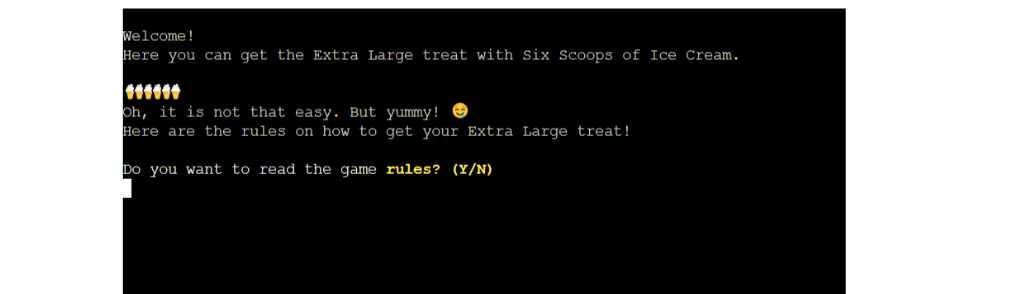 Welcome!
Here you can get the Extra Large treat with Six Scoops of Ice Cream.
🍦🍦🍦🍦🍦🍦
Oh, it is not that easy. But yummy! 😋
Here are the rules on how to get your Extra Large treat!
Do you want to read the game rules? (Y/N)